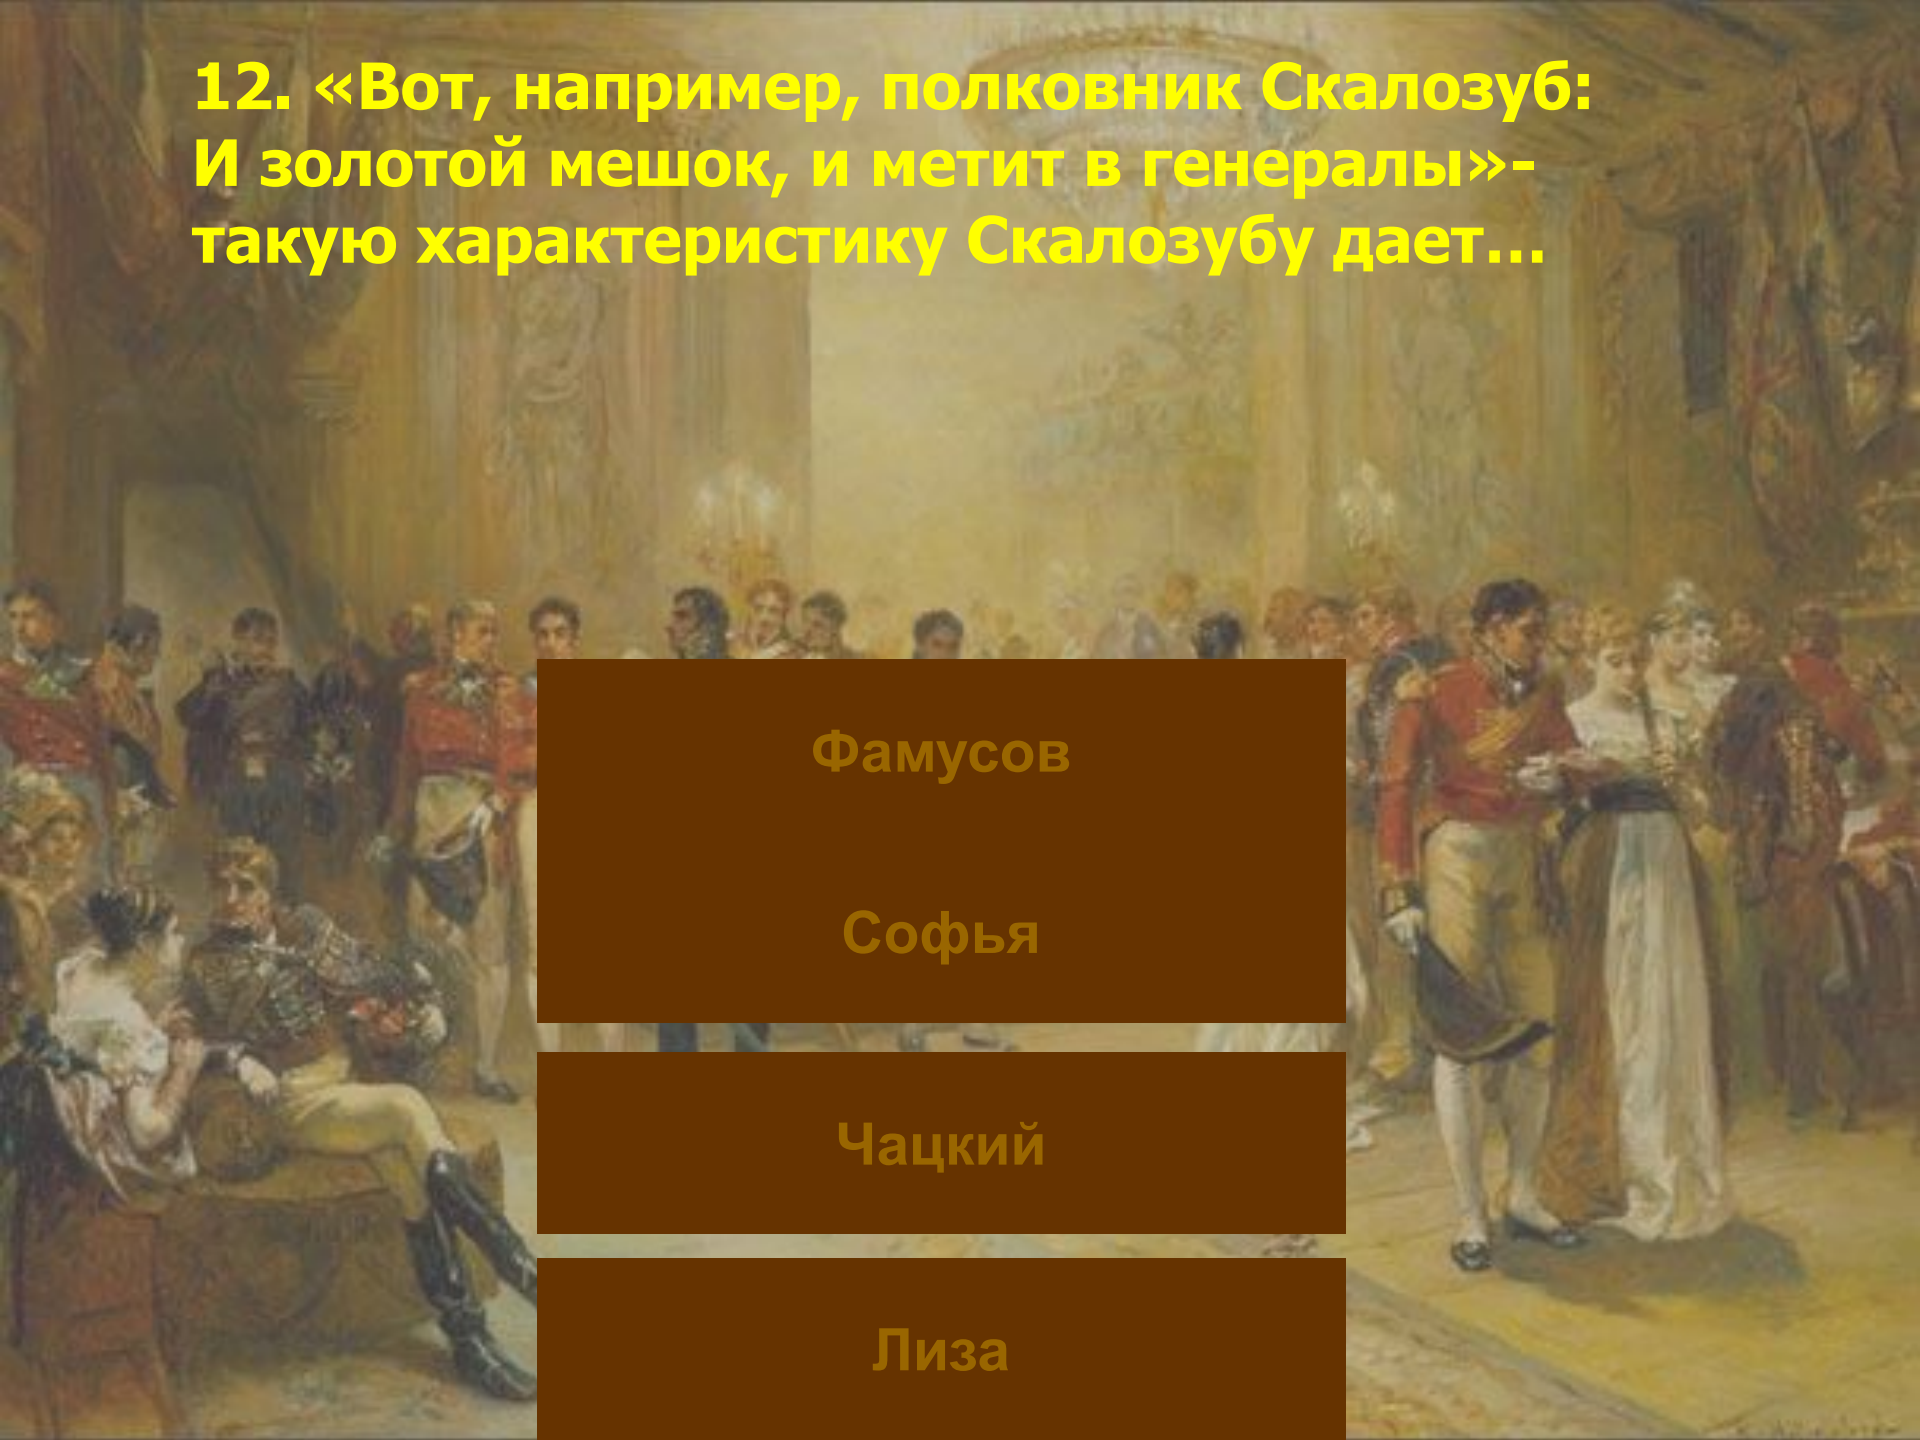 12. «Вот, например, полковник Скалозуб:
И золотой мешок, и метит в генералы»-
такую характеристику Скалозубу дает…
Фамусов
Софья
Чацкий
Лиза